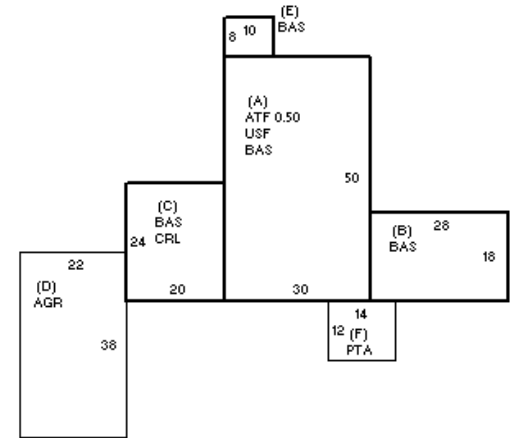 (E)
8 10 BAS
(A)
ATF 0.50
USF
BAS
50
(C)
BAS
24 CRL
20
30
(B)
BAS
28
18
22
(D)
AGR
38
14
12 (F)
PTA